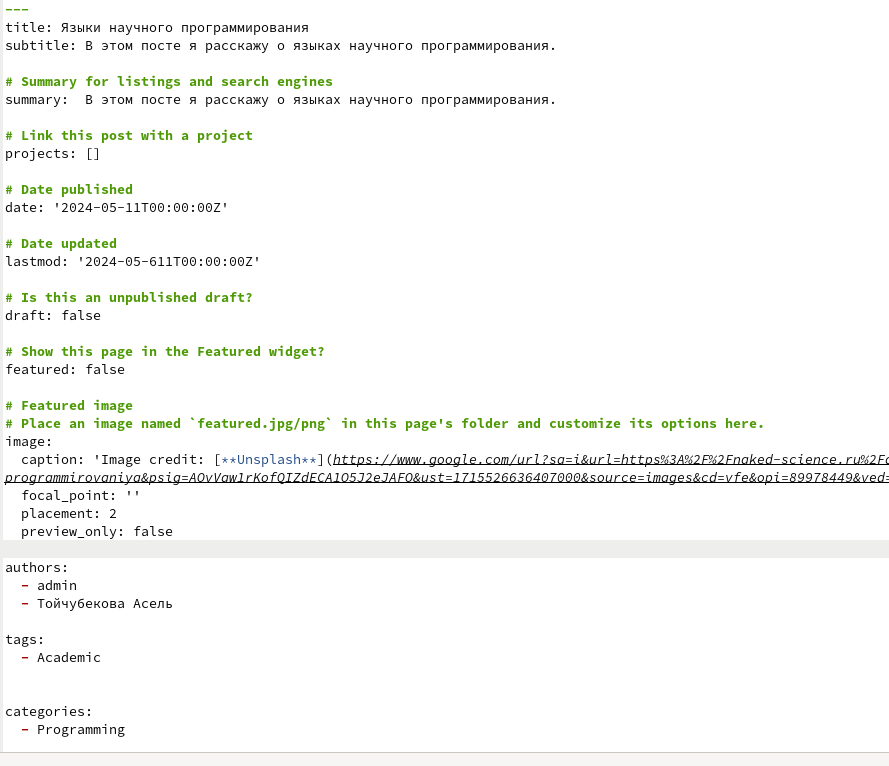 ---
title: Языки научного программирования
subtitle: В этом посте я расскажу о языках научного программирования.
# Summary for listings and search engines
summary:  В этом посте я расскажу о языках научного программирования.
# Link this post with a project
projects: []
# Date published
date: '2024-05-11T00:00:00Z'
# Date updated
lastmod: '2024-05-611T00:00:00Z'
# Is this an unpublished draft?
draft: false
# Show this page in the Featured widget?
featured: false
# Featured image
# Place an image named `featured.jpg/png` in this page's folder and customize its options here.
image:
  caption: 'Image credit: [**Unsplash**](https://www.google.com/url?sa=i&url=https%3A%2F%2Fnaked-science.ru%2F
programmirovaniya&psig=AOvVaw1rKofQIZdECA1O5J2eJAFO&ust=1715526636407000&source=images&cd=vfe&opi=89978449&ved=
  focal_point: ''
  placement: 2
  preview_only: false
authors:
  - admin
  - Тойчубекова Асель
tags:
  - Academic
categories:
  - Programming